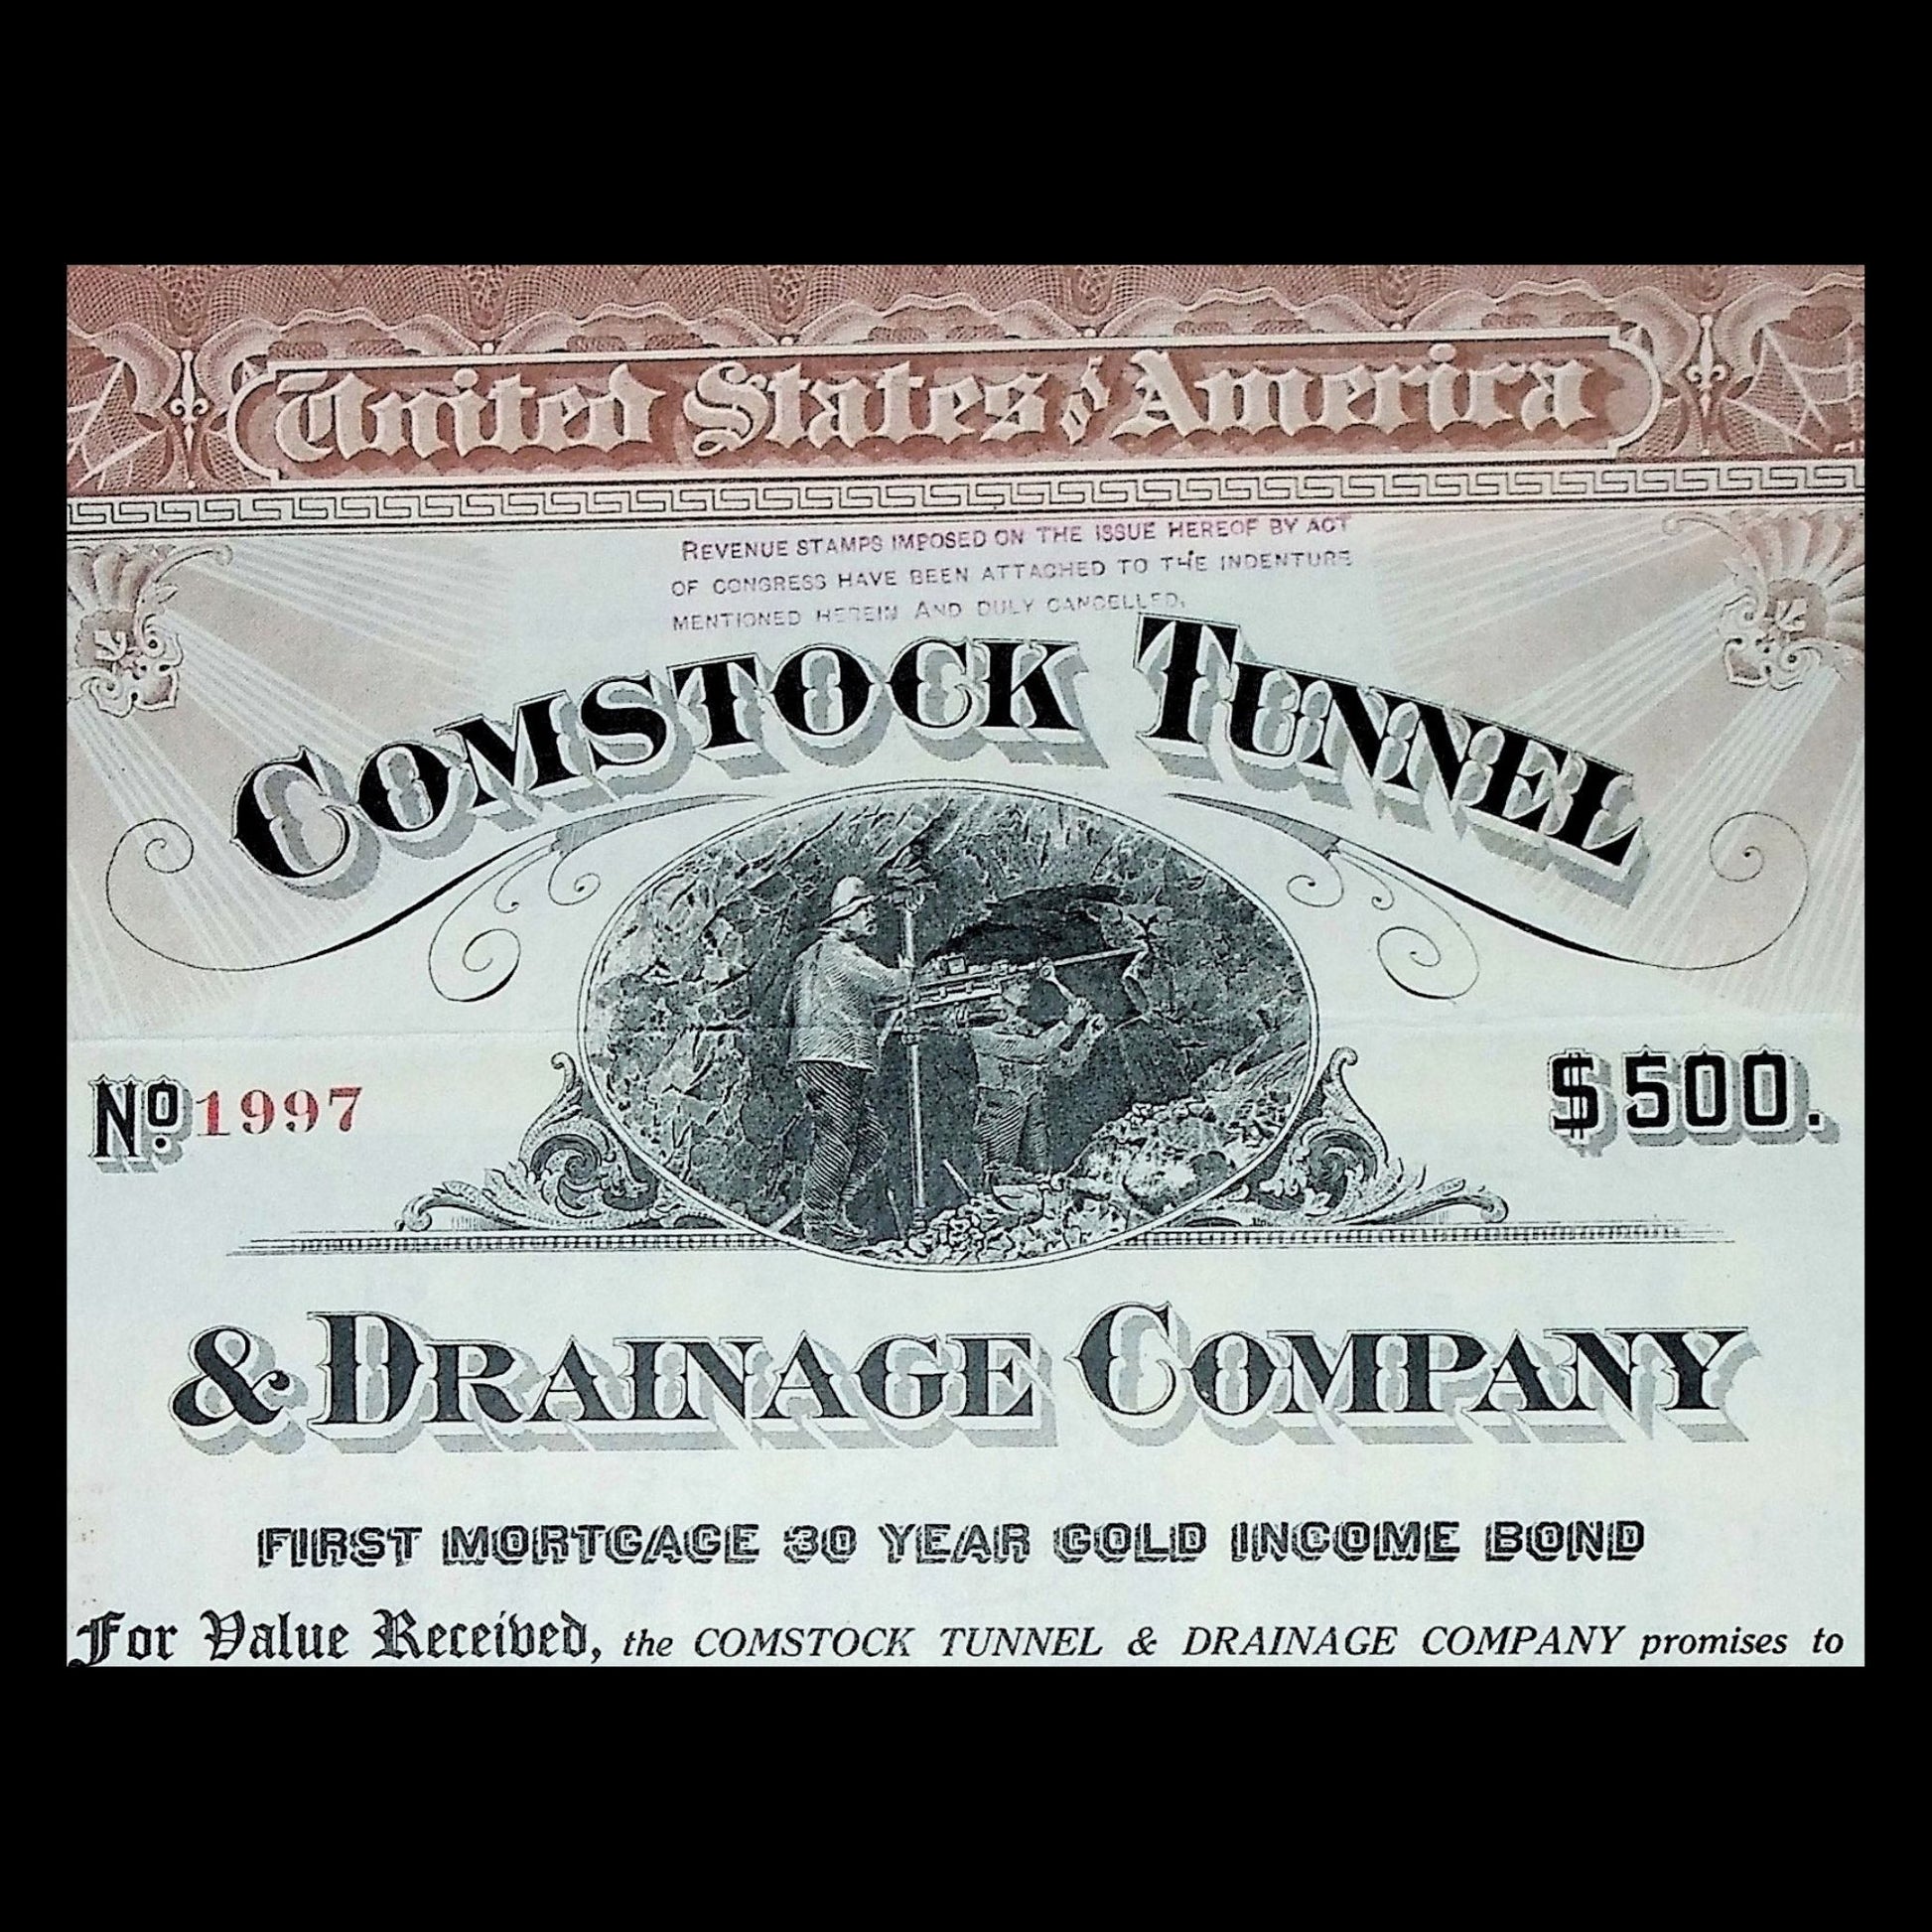 United States of America
REVENUE STAMPS IMPOSED ON THE ISSUE HEREOF BY ACT
OF CONGRESS HAVE BEEN ATTACHED TO THE INDENTURE
MENTIONED HEREIN AND DULY CANCELLED.
COMSTOCK TUNNEL
No. 1997
$500.
& DRAINAGE COMPANY
FIRST MORTGAGE 30 YEAR GOLD INCOME BOND
For Value Received, the COMSTOCK TUNNEL & DRAINAGE COMPANY promises to